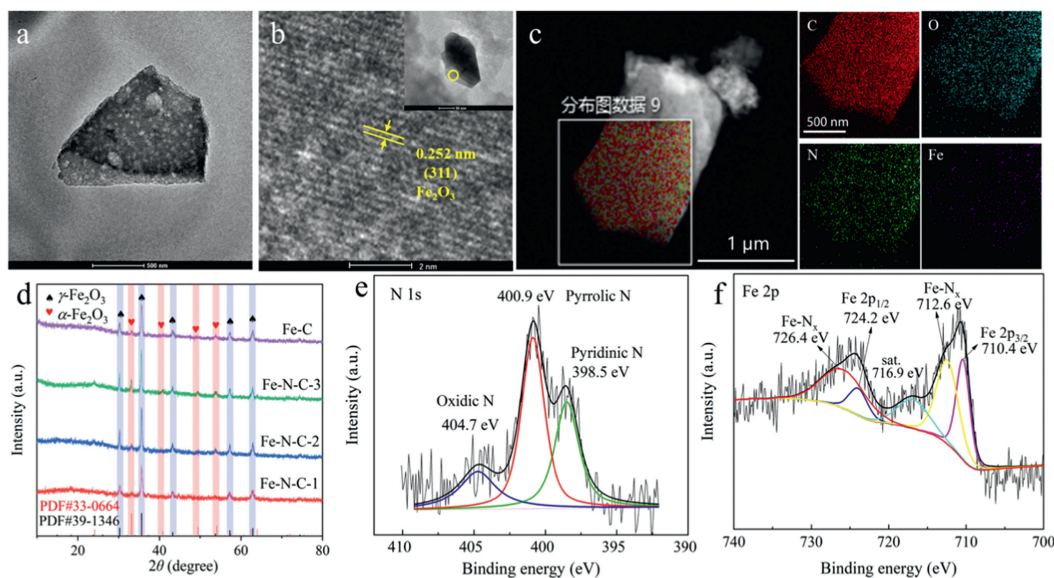 a
500 nm
b
0.252 nm
(311)
Fe₂O₃
2 nm
c
分布图数据 9
1 µm
C
500 nm
O
N
Fe
d
γ-Fe₂O₃
α-Fe₂O₃
Fe-C
Fe-N-C-3
Fe-N-C-2
Fe-N-C-1
PDF#33-0664
PDF#39-1346
Intensity (a.u.)
20 40 60 80
2θ (degree)
e
N 1s
400.9 eV
Pyrrolic N
Pyridinic N
398.5 eV
Oxidic N
404.7 eV
Intensity (a.u.)
410 405 400 395 390
Binding energy (eV)
f
Fe 2p
Fe-Nₓ
726.4 eV
Fe 2p₁/₂
724.2 eV
sat.
716.9 eV
Fe-Nₓ
712.6 eV
Fe 2p₃/₂
710.4 eV
Intensity (a.u.)
740 730 720 710 700
Binding energy (eV)